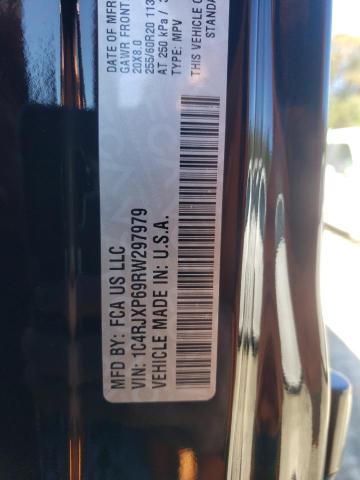 MFD BY: FCA US LLC
DATE OF
GAWR FRONT
20X8.0
255/60R20 113
AT 250 kPa /
TYPE: MPV
THIS VEHICLE
STANDA
VIN: 1C4RJXP69RW297979
VEHICLE MADE IN: U.S.A.